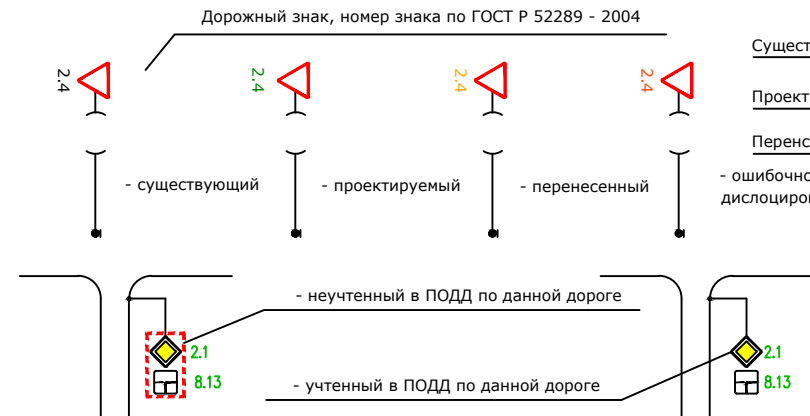 Дорожный знак, номер знака по ГОСТ Р 52289 - 2004
2.4
2.4
2.4
2.4
- существующий
- проектируемый
- перенесенный
- ошибочно
- неучтенный в ПОДД по данной дороге
2.1
8.13
- учтенный в ПОДД по данной дороге
2.1
8.13